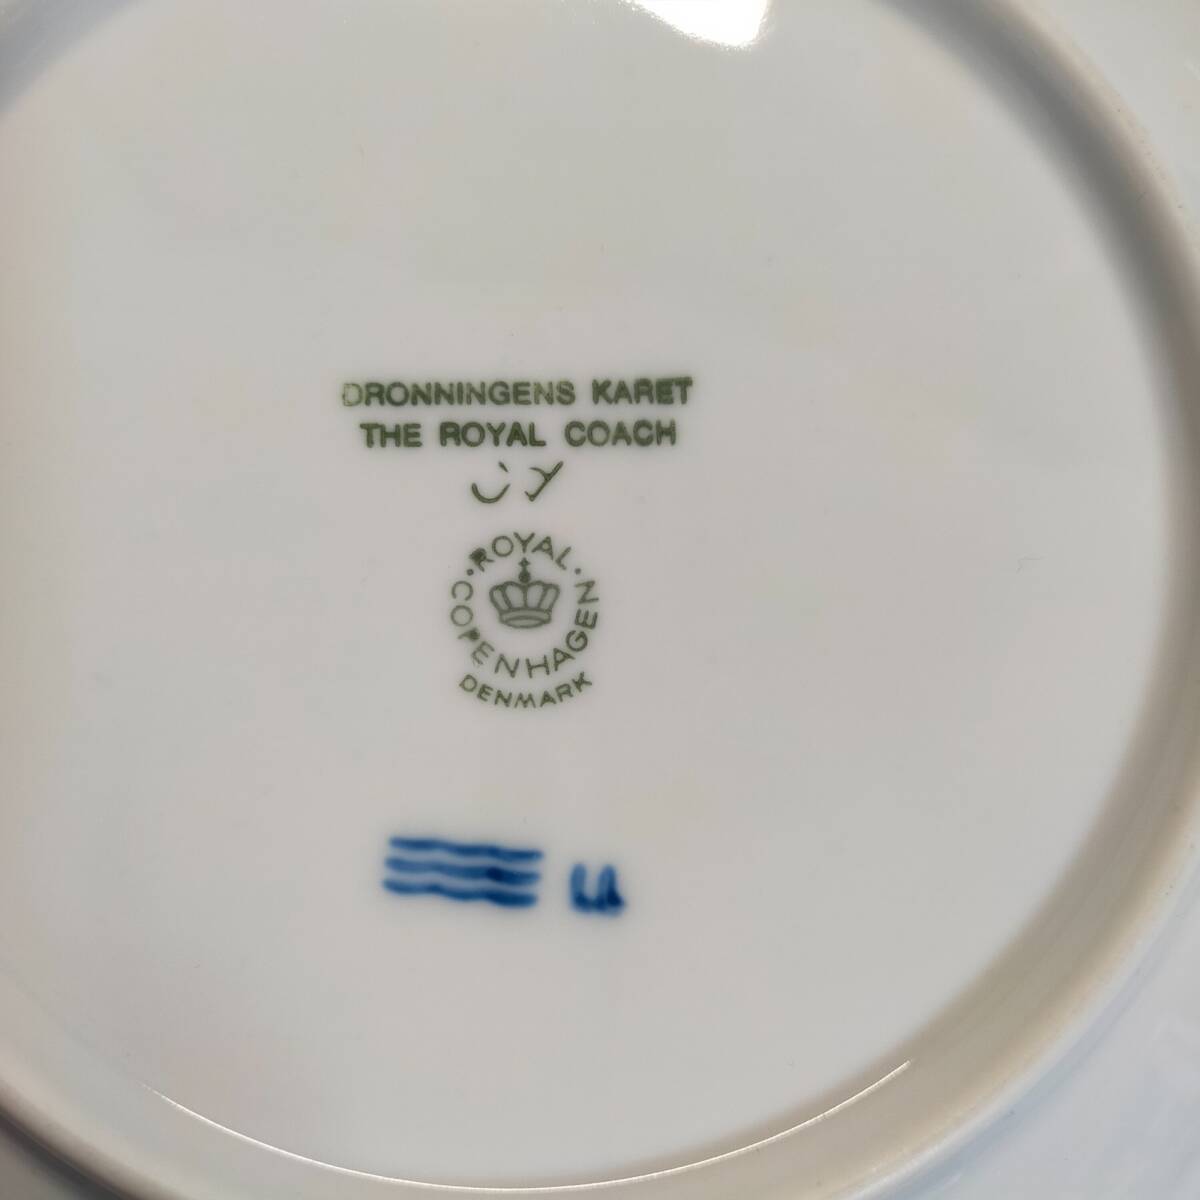 DRONNINGENS KARET
THE ROYAL COACH
ROYAL
COPENHAGEN
DENMARK